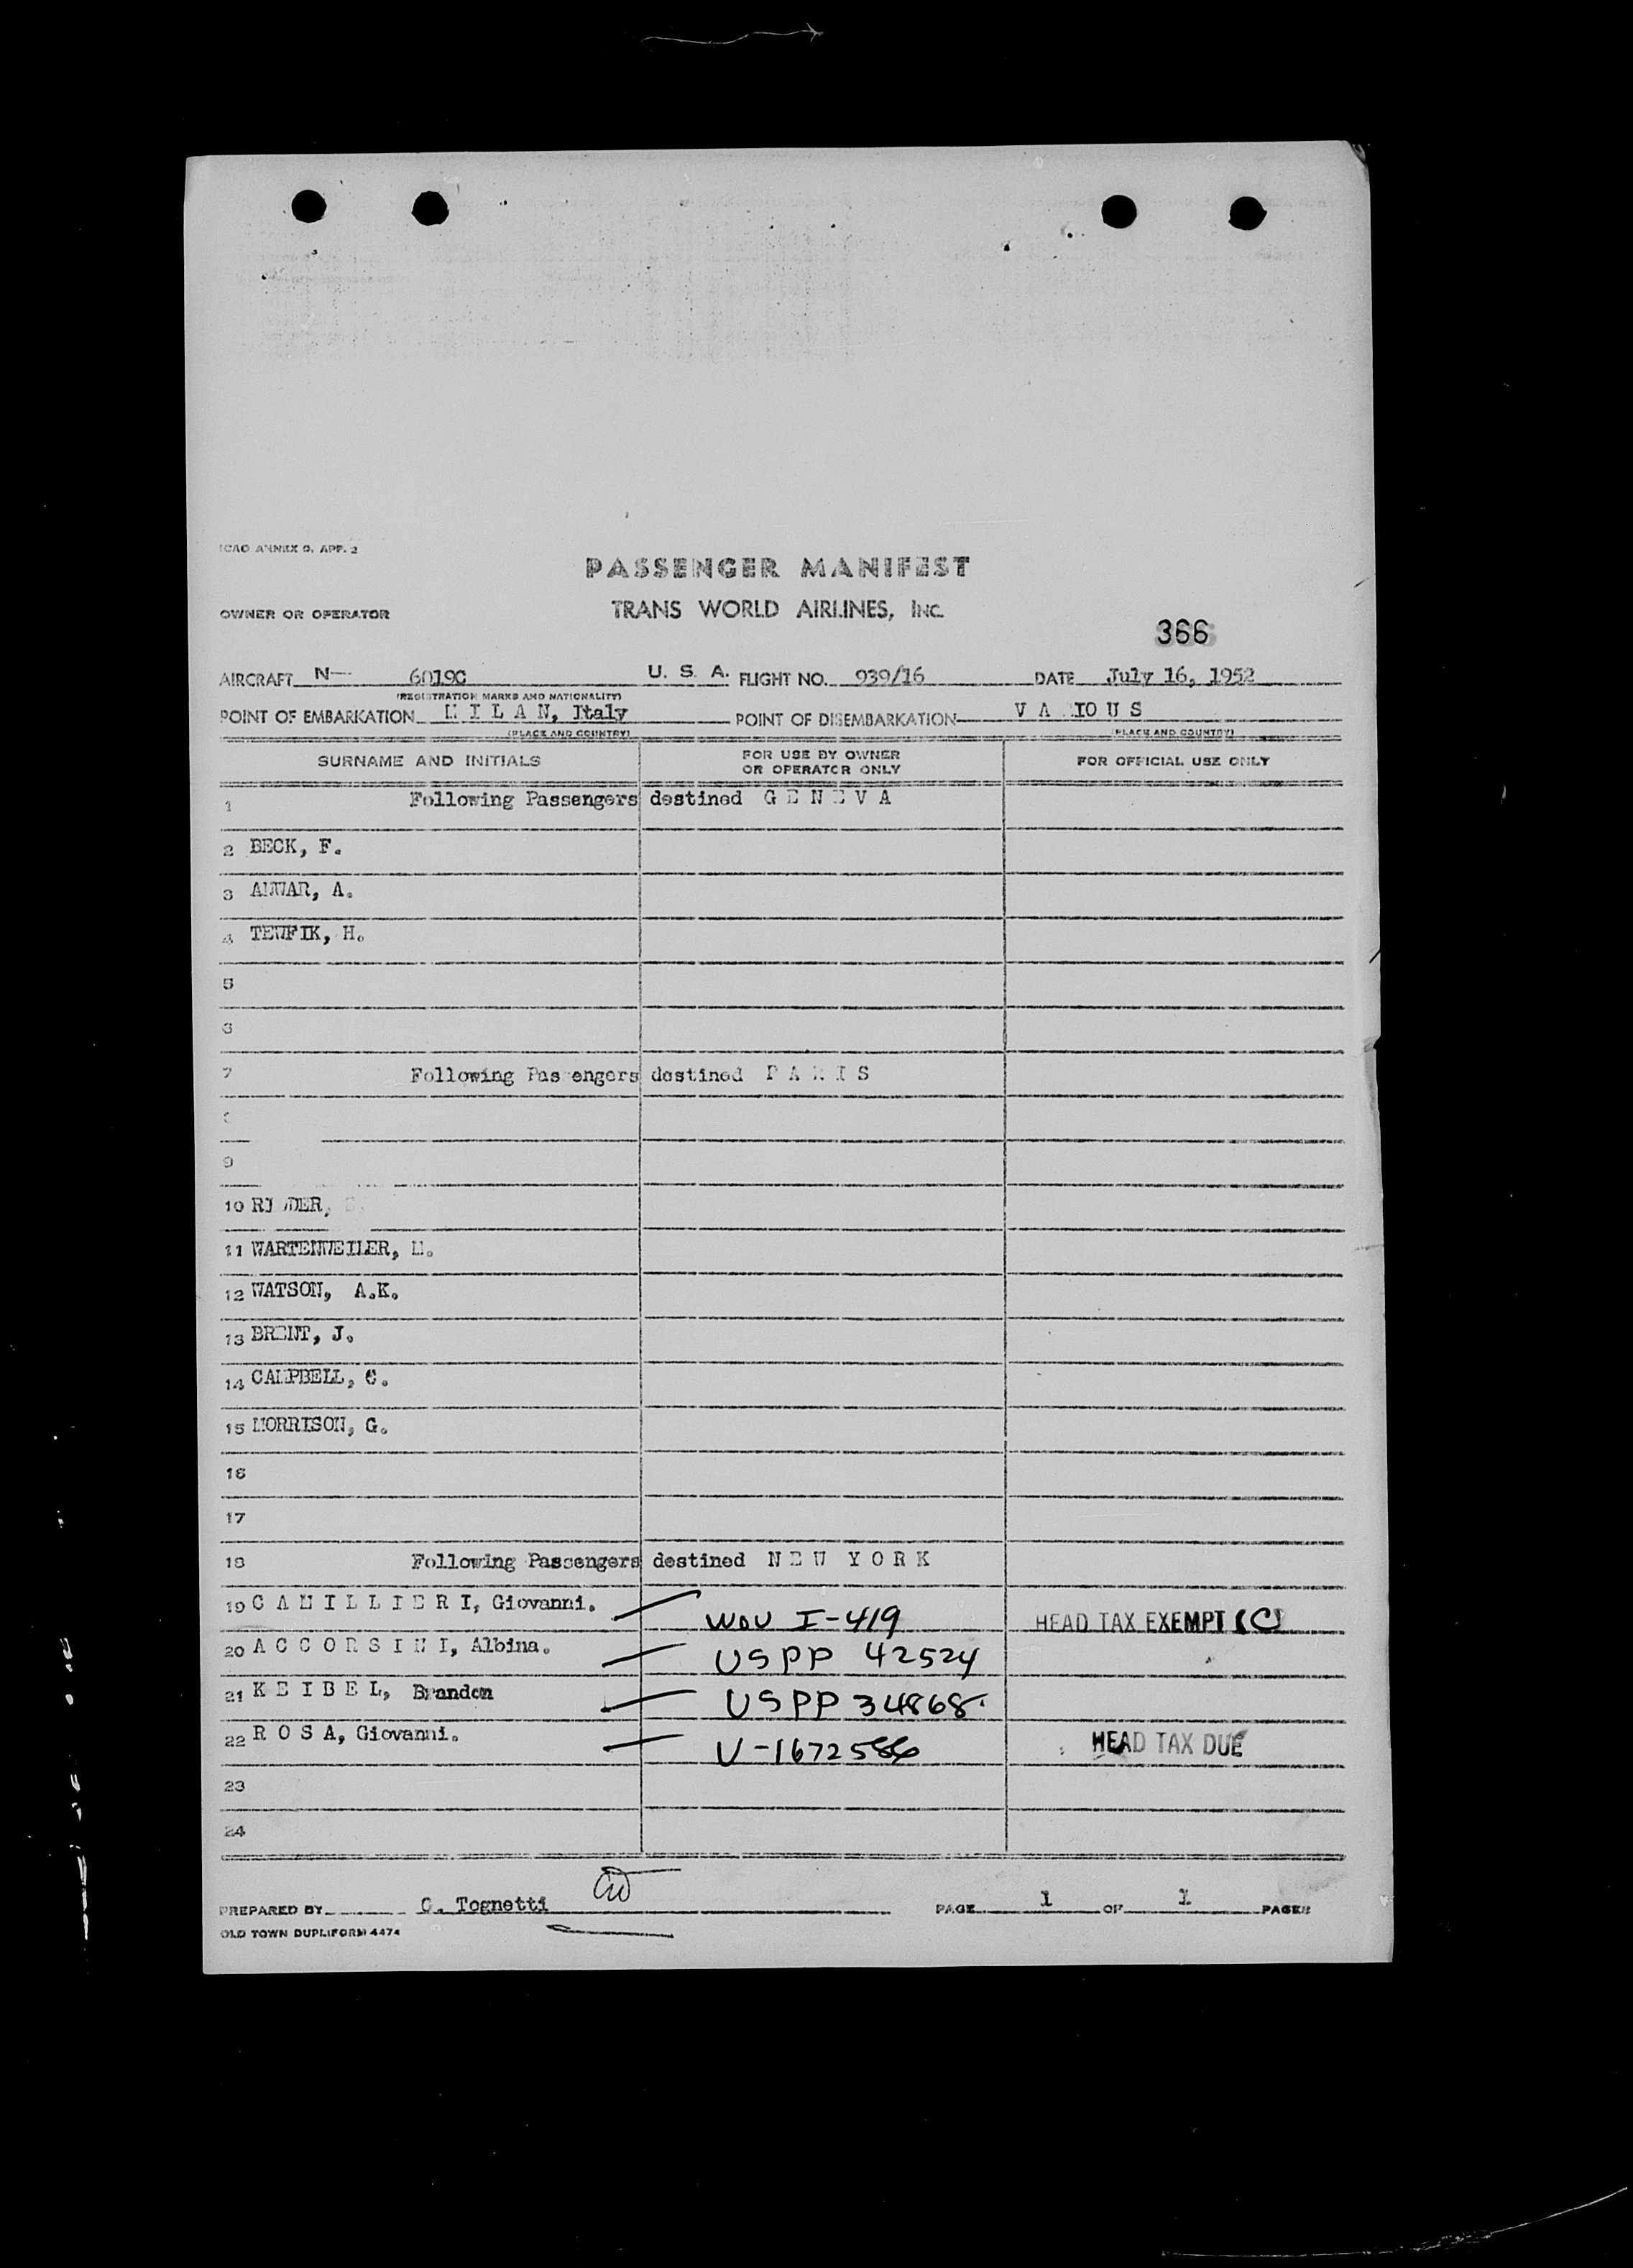 ICAO ANNEX 9, APP. 2
PASSENGER MANIFEST
OWNER OR OPERATOR TRANS WORLD AIRLINES, INC.
366
AIRCRAFT N- 6019C U. S. A. FLIGHT NO. 939/16 DATE July 16, 1952
(REGISTRATION MARKS AND NATIONALITY)
POINT OF EMBARKATION M I L A N, Italy POINT OF DISEMBARKATION V A IO U S
(PLACE AND COUNTRY) (PLACE AND COUNTRY)
SURNAME AND INITIALS FOR USE BY OWNER OR OPERATOR ONLY FOR OFFICIAL USE ONLY
1 Following Passengers destined G E N E V A
2 BECK, F.
3 ANWAR, A.
4 TEWFIK, H.
5
6
7 Following Pas engers destined P A R I S
8
9
10
11 WARTENWEILER, M.
12 WATSON, A.K.
13 BRENT, J.
14 CAMPBELL, C.
15 MORRISON, G.
16
17
18 Following Passengers destined N E W Y O R K
19 C A M I L L I E R I, Giovanni. WOV I-419 HEAD TAX EXEMPT (C)
20 A C C O R S I N I, Albina. USPP 42524
21 K E I B E L, Brandon USPP 34868
22 R O S A, Giovanni. V-1672586 HEAD TAX DUE
23
24
PREPARED BY C. Tognetti PAGE 1 OF 1 PAGES
OLD TOWN DUPLIFORM 4474